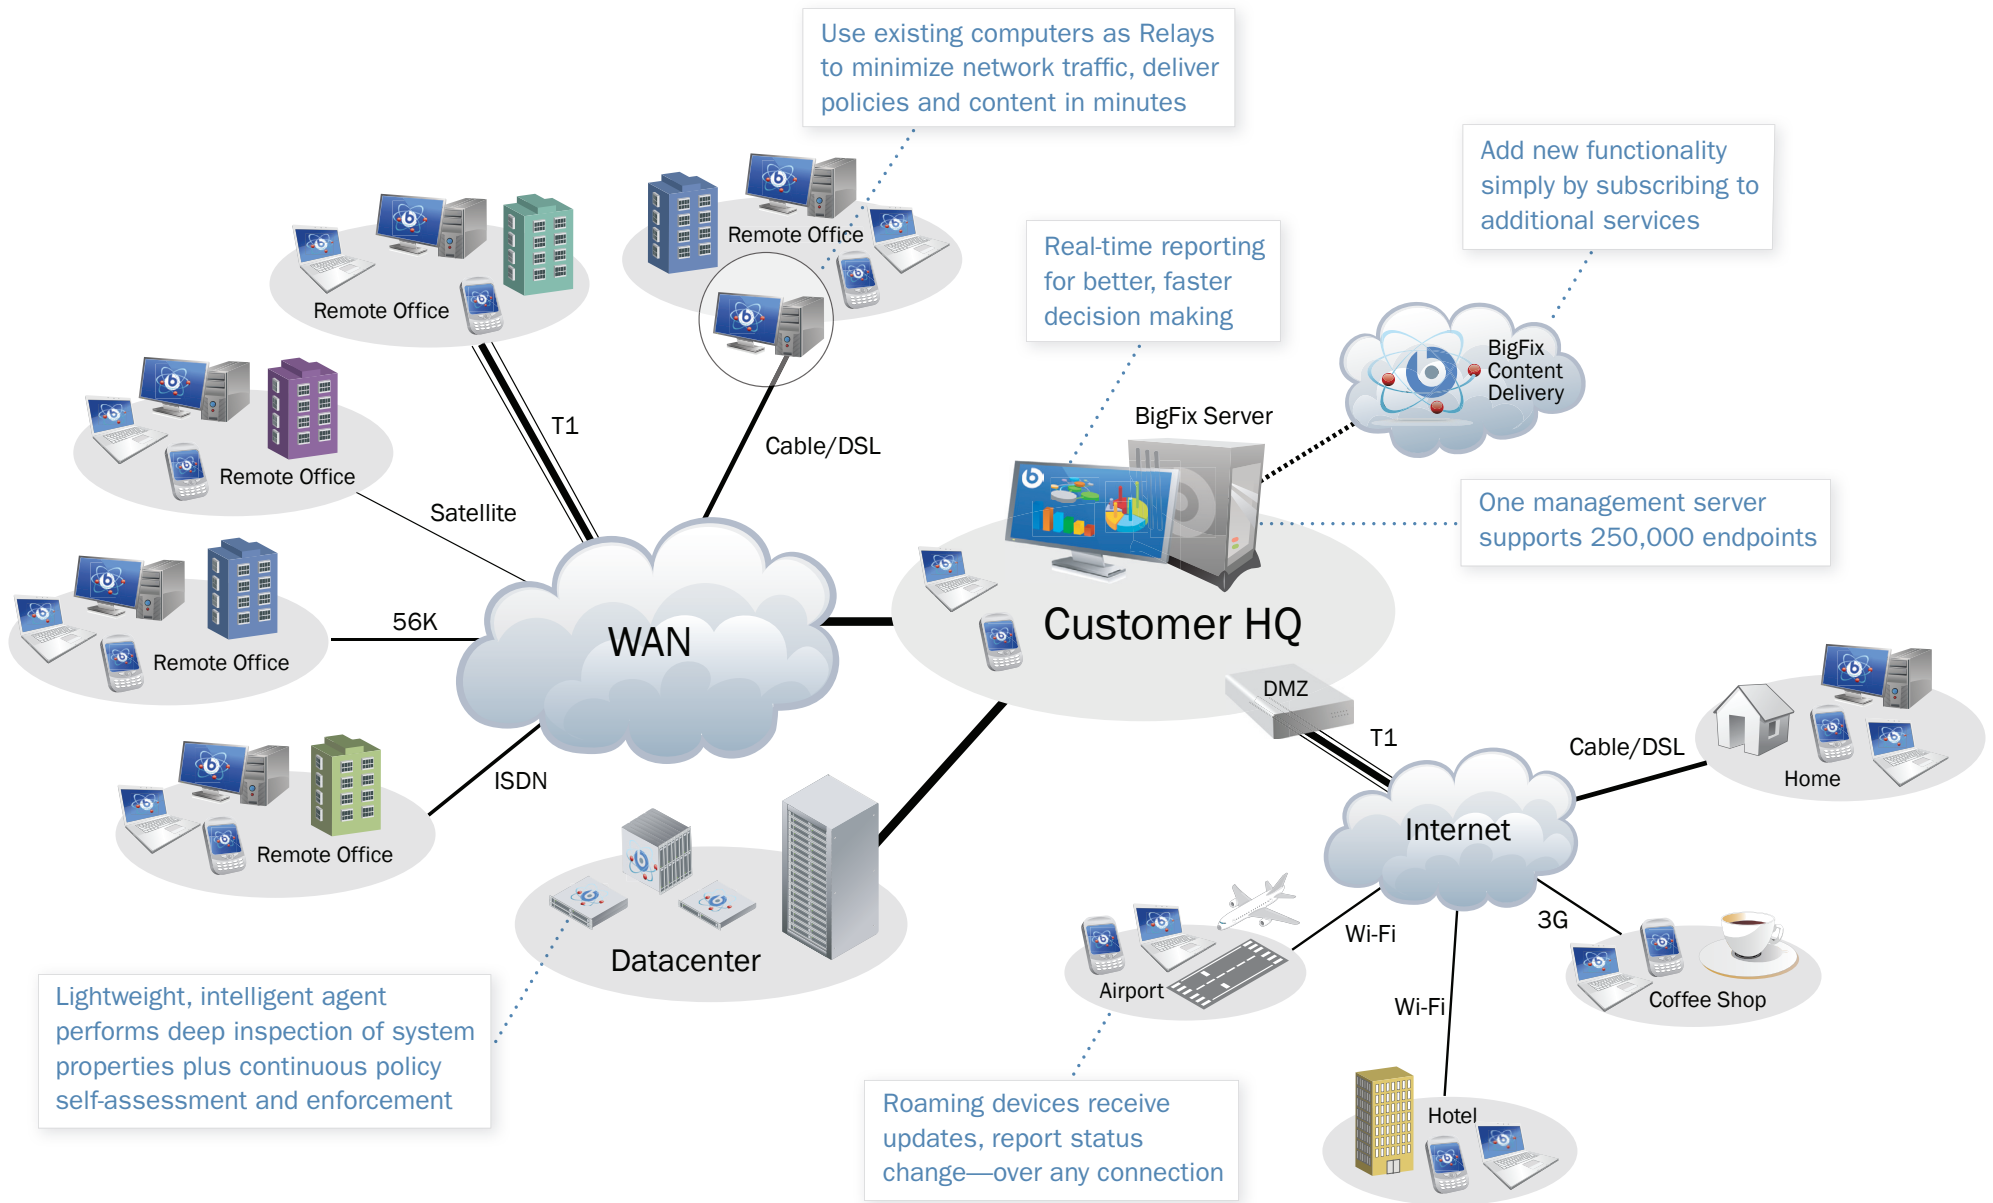 Use existing computers as Relays
to minimize network traffic, deliver
policies and content in minutes
Add new functionality
simply by subscribing to
additional services
Real-time reporting
for better, faster
decision making
Remote Office
Remote Office
BigFix
Content
Delivery
BigFix Server
T1
Cable/DSL
Remote Office
Satellite
One management server
supports 250,000 endpoints
56K
WAN
Customer HQ
Remote Office
DMZ
T1
Cable/DSL
Home
ISDN
Internet
Remote Office
Datacenter
Wi-Fi
3G
Airport
Wi-Fi
Coffee Shop
Lightweight, intelligent agent
performs deep inspection of system
properties plus continuous policy
self-assessment and enforcement
Roaming devices receive
updates, report status
change—over any connection
Hotel